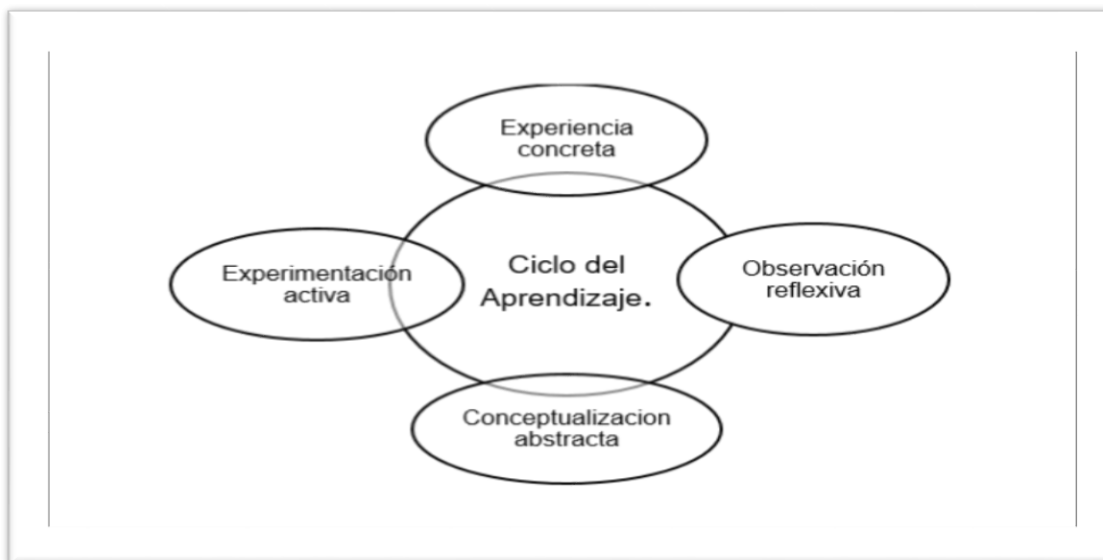 Experiencia
concreta
Experimentación
activa
Ciclo del
Aprendizaje.
Observación
reflexiva
Conceptualizacion
abstracta